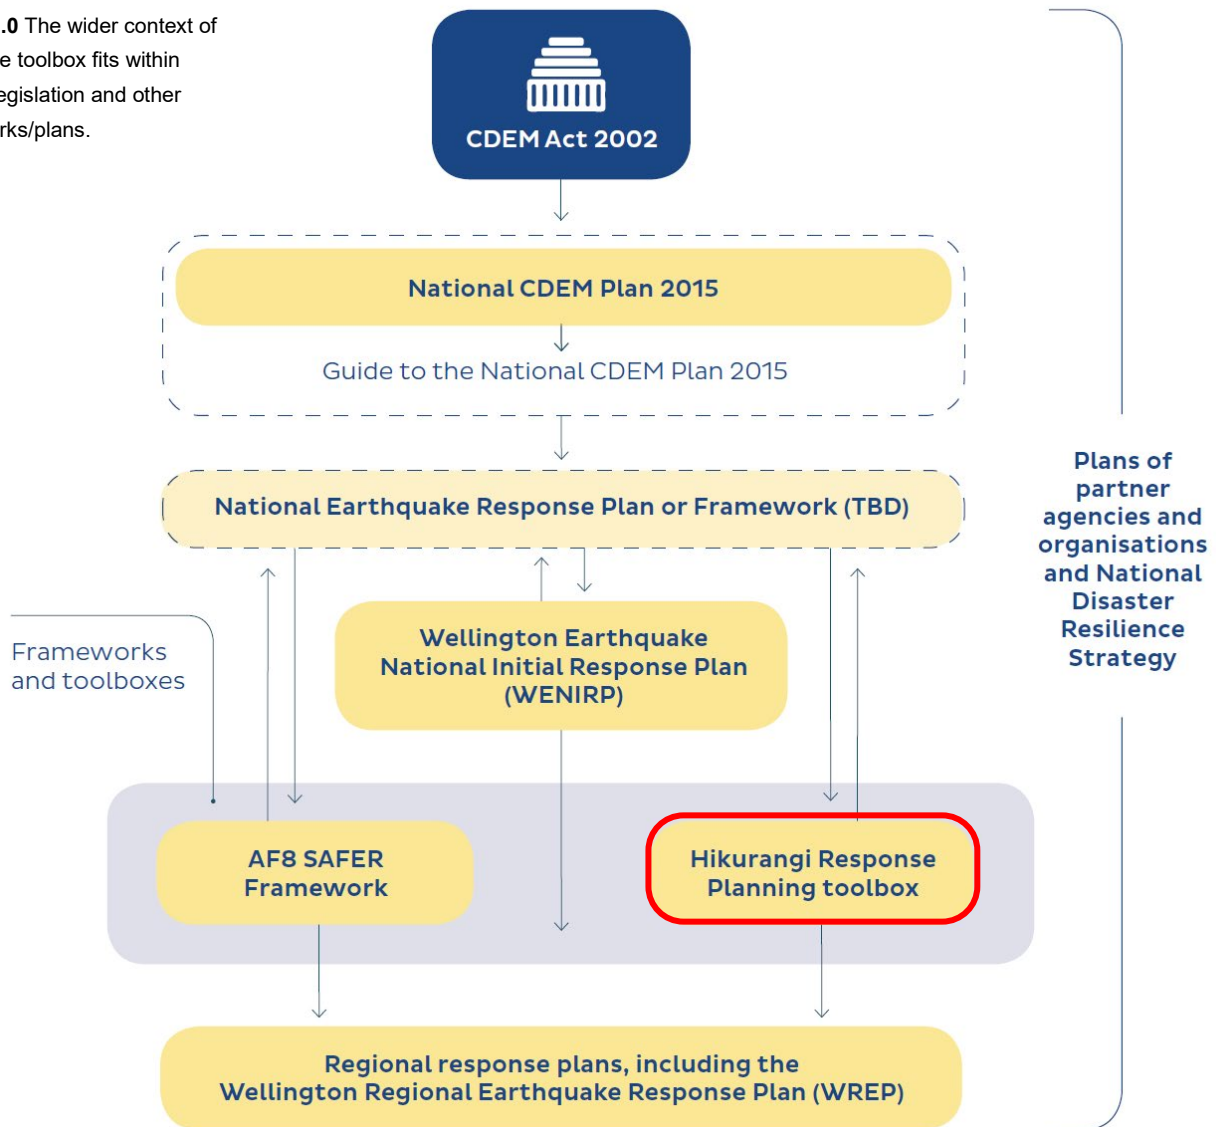 .0 The wider context of
e toolbox fits within
egislation and other
rks/plans.
CDEM Act 2002
National CDEM Plan 2015
Guide to the National CDEM Plan 2015
National Earthquake Response Plan or Framework (TBD)
Wellington Earthquake
National Initial Response Plan
(WENIRP)
Frameworks
and toolboxes
AF8 SAFER
Framework
Hikurangi Response
Planning toolbox
Regional response plans, including the
Wellington Regional Earthquake Response Plan (WREP)
Plans of
partner
agencies and
organisations
and National
Disaster
Resilience
Strategy